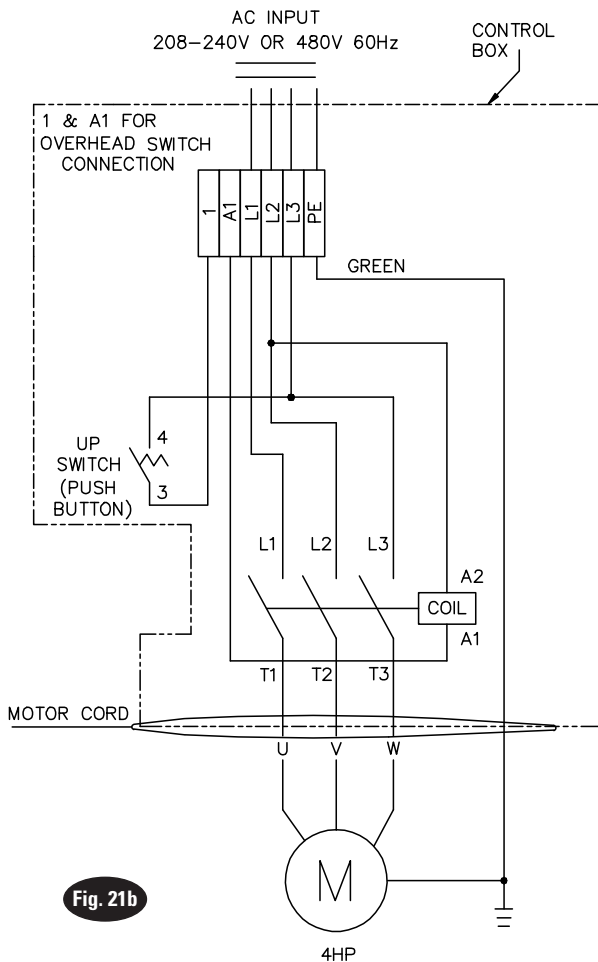 AC INPUT
208-240V OR 480V 60Hz
CONTROL
BOX
1 & A1 FOR
OVERHEAD SWITCH
CONNECTION
1
A1
L1
L2
L3
PE
GREEN
4
UP
SWITCH
(PUSH
BUTTON)
3
L1
L2
L3
A2
COIL
A1
T1
T2
T3
MOTOR CORD
U
V
W
M
Fig. 21b
4HP